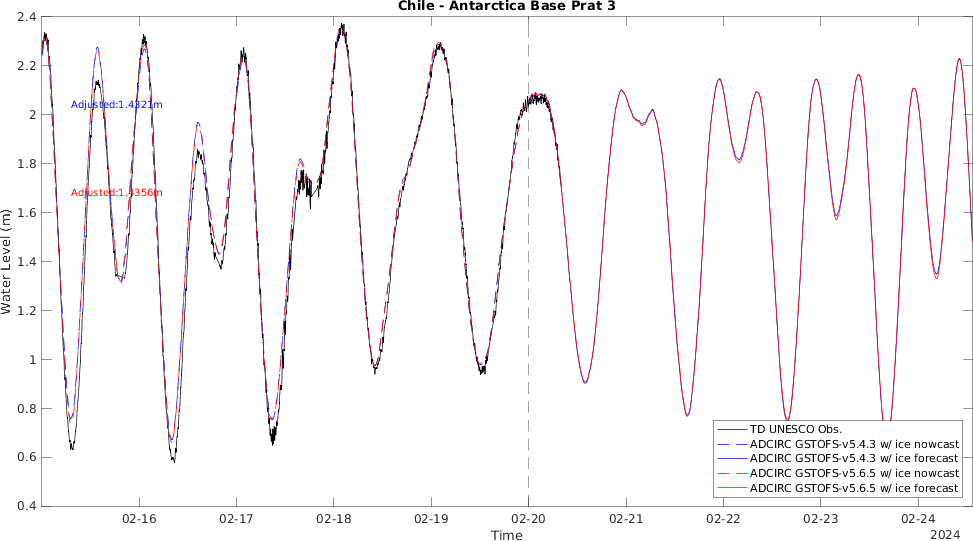 Chile - Antarctica Base Prat 3
2.4
2.2
2
1.8
1.6
1.4
1.2
1
0.8
0.6
0.4
Water Level (m)
Adjusted:1.4321m
Adjusted:1.4356m
TD UNESCO Obs.
ADCIRC GSTOFS-v5.4.3 w/ ice nowcast
ADCIRC GSTOFS-v5.4.3 w/ ice forecast
ADCIRC GSTOFS-v5.6.5 w/ ice nowcast
ADCIRC GSTOFS-v5.6.5 w/ ice forecast
02-16 02-17 02-18 02-19 02-20 02-21 02-22 02-23 02-24
Time
2024